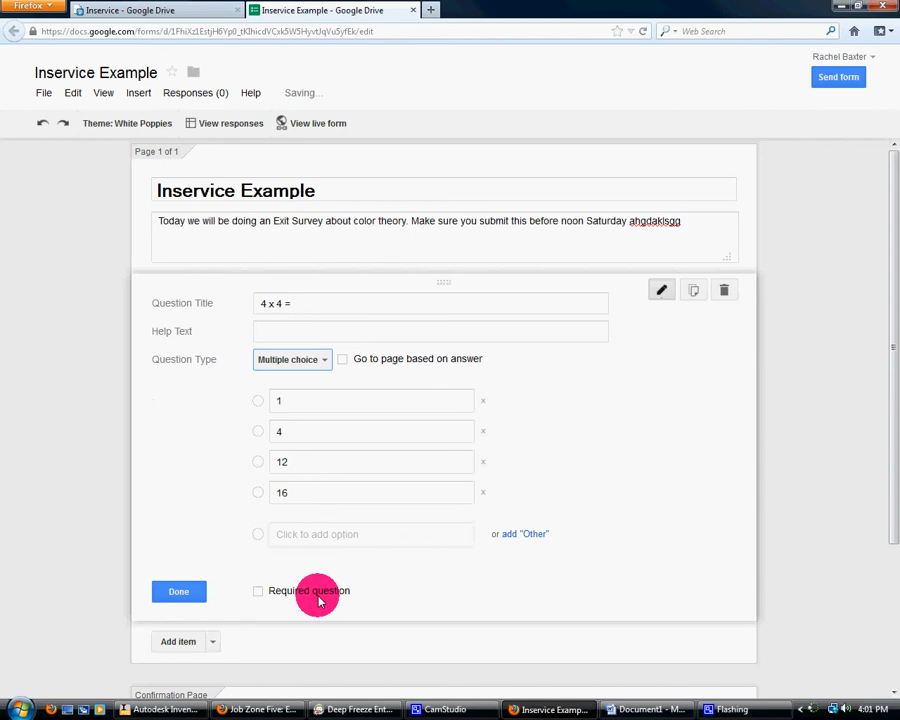 Firefox
Inservice - Google Drive
Inservice Example - Google Drive
https://docs.google.com/forms/d/1FhiXz1EstjH6Yp0_tKIhicdVCxk5W5HyvtJqVu5yfEk/edit
Web Search
Rachel Baxter
Inservice Example
Send form
File Edit View Insert Responses (0) Help Saving...
Theme: White Poppies View responses View live form
Page 1 of 1
Inservice Example
Today we will be doing an Exit Survey about color theory. Make sure you submit this before noon Saturday ahgdaklsgg
Question Title 4 x 4 =
Help Text
Question Type Multiple choice Go to page based on answer
1 x
4 x
12 x
16 x
Click to add option or add "Other"
Done Required question
Add item
Confirmation Page
Autodesk Inven... Job Zone Firefox: E... Deep Freeze Ent... CamStudio Inservice Examp... Document1 - M... Flashing 4:01 PM